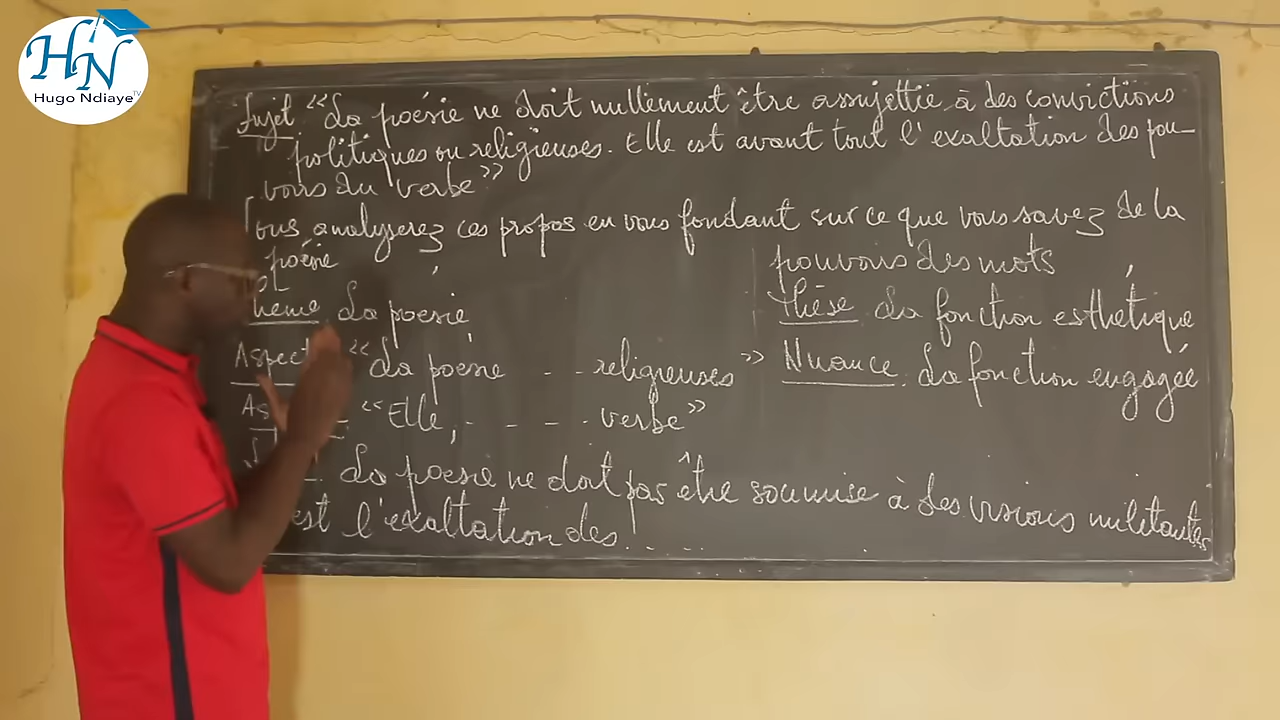 HN
Hugo Ndiaye TV
Sujet "La poésie ne doit nullement être assujettie à des convictions
politiques ou religieuses. Elle est avant tout l'exaltation des pou-
voirs du verbe"
Vous analyserez ces propos en vous fondant sur ce que vous savez de la
poésie
Thème. La poésie
Aspect "La poésie - - religieuses"
As "Elle, - - - - verbe"
La poésie ne doit pas être soumise à des visions militantes
est l'exaltation des. . . . .
pouvoirs des mots
Thèse La fonction esthétique
Nuance. La fonction engagée